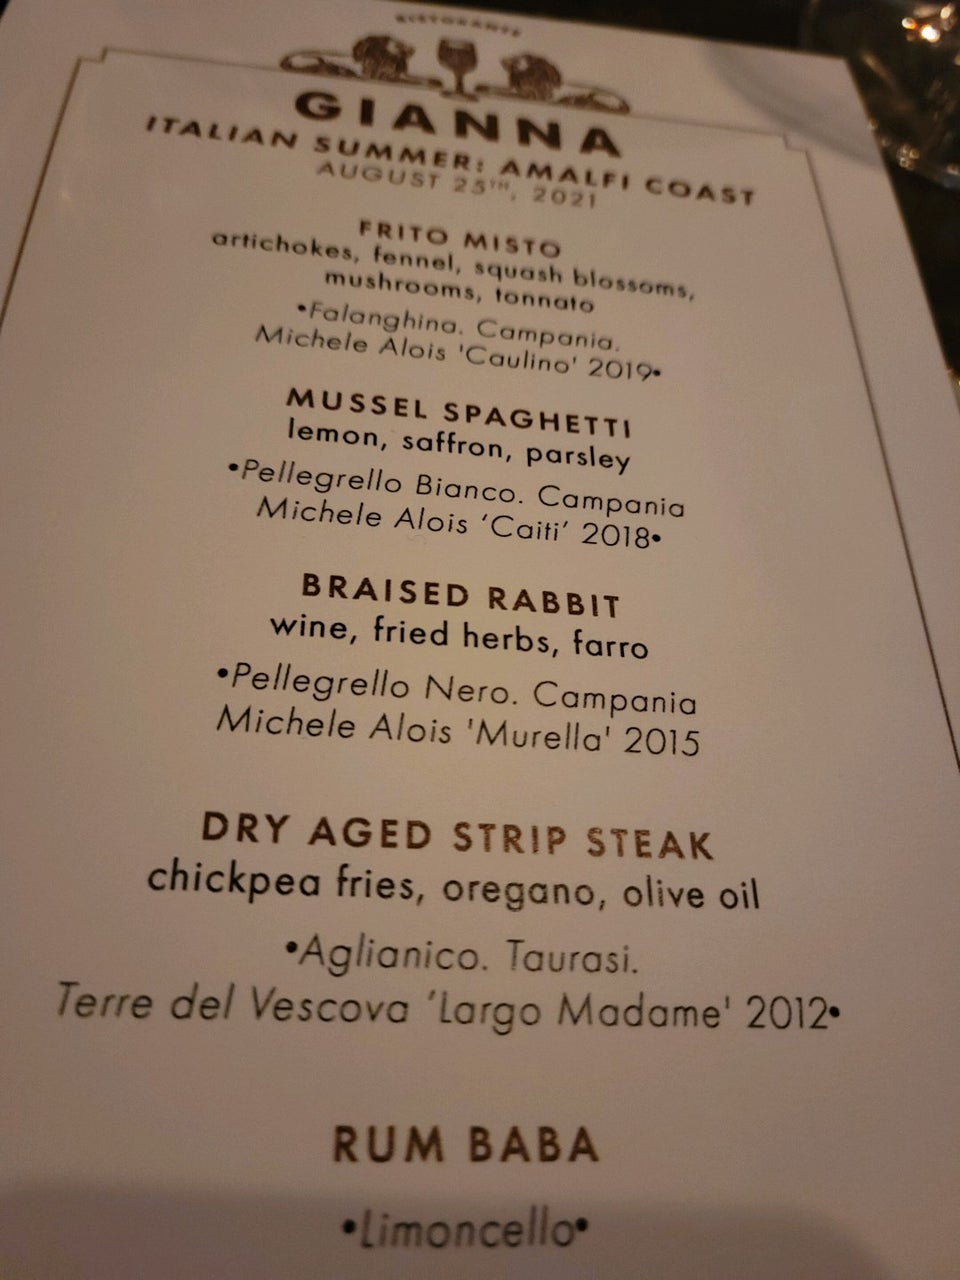 RISTORANTE
GIANNA
ITALIAN SUMMER: AMALFI COAST
AUGUST 25TH, 2021
FRITO MISTO
artichokes, fennel, squash blossoms,
mushrooms, tonnato
•Falanghina. Campania.
Michele Alois 'Caulino' 2019•
MUSSEL SPAGHETTI
lemon, saffron, parsley
•Pellegrello Bianco. Campania
Michele Alois ‘Caiti’ 2018•
BRAISED RABBIT
wine, fried herbs, farro
•Pellegrello Nero. Campania
Michele Alois 'Murella' 2015
DRY AGED STRIP STEAK
chickpea fries, oregano, olive oil
•Aglianico. Taurasi.
Terre del Vescova ‘Largo Madame' 2012•
RUM BABA
•Limoncello•